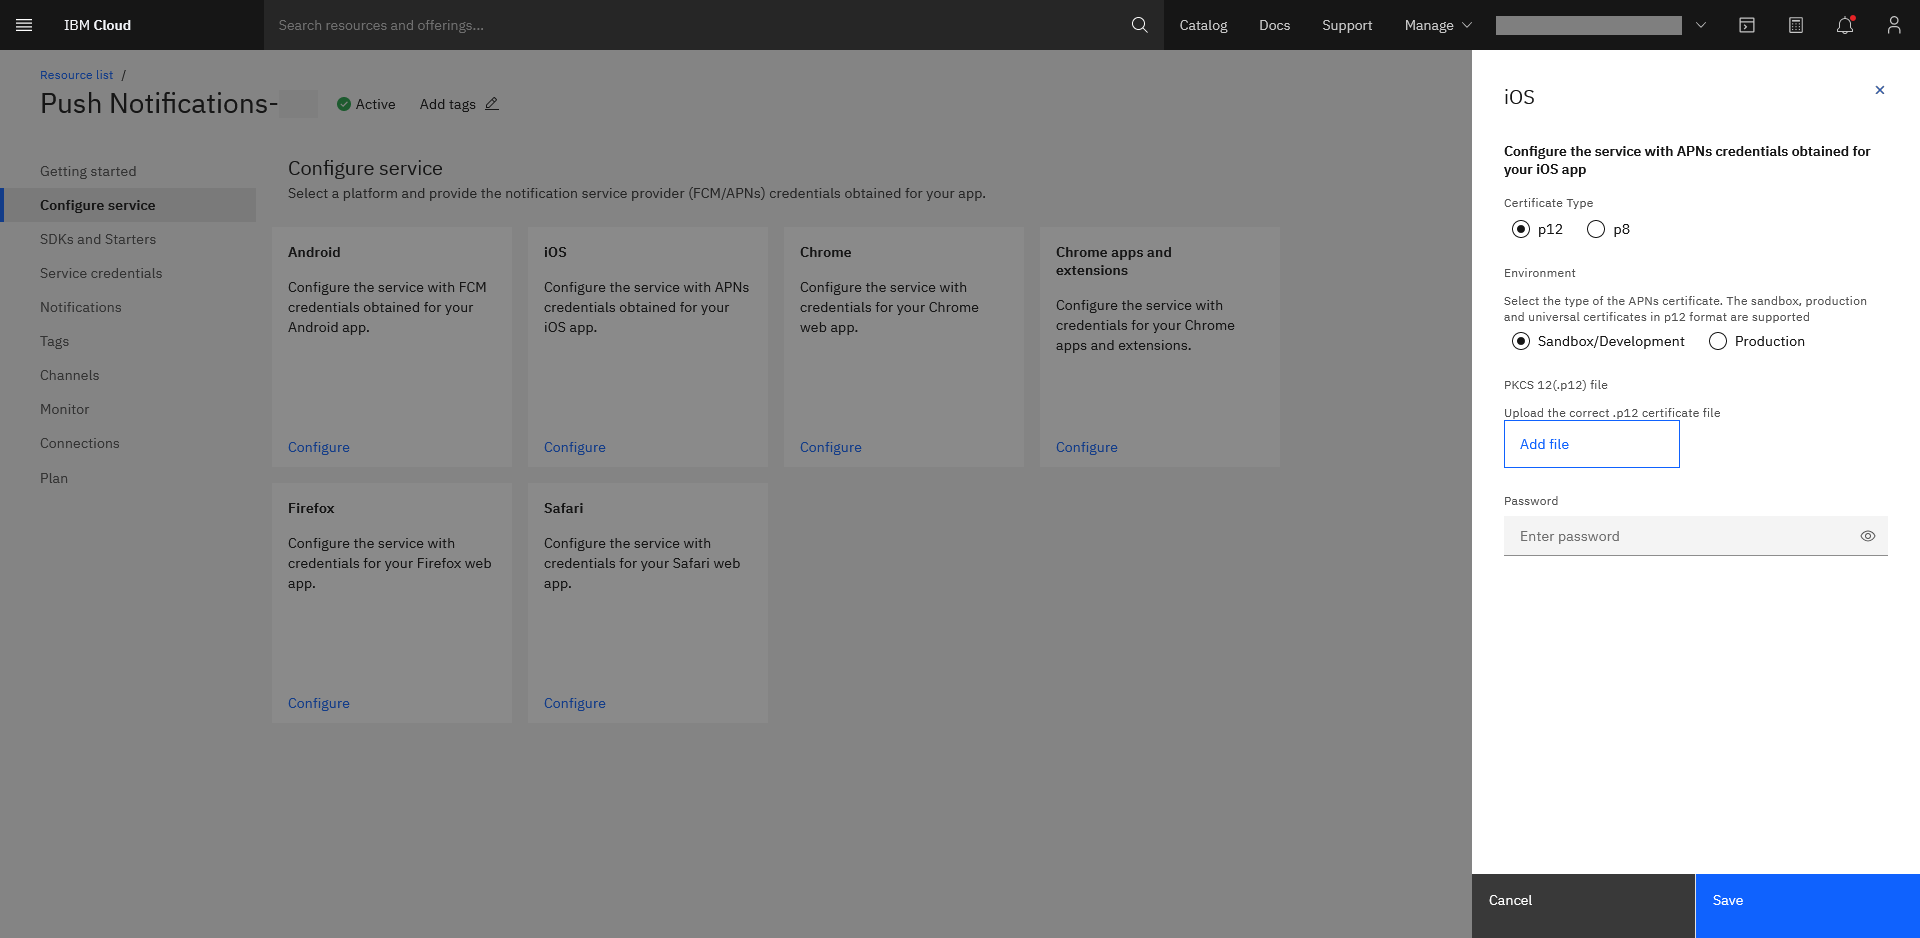 IBM Cloud
Search resources and offerings...
Catalog
Docs
Support
Manage
Resource list /
Push Notifications-
Active
Add tags
Getting started
Configure service
SDKs and Starters
Service credentials
Notifications
Tags
Channels
Monitor
Connections
Plan
Configure service
Select a platform and provide the notification service provider (FCM/APNs) credentials obtained for your app.
Android
Configure the service with FCM
credentials obtained for your
Android app.
Configure
iOS
Configure the service with APNs
credentials obtained for your
iOS app.
Configure
Chrome
Configure the service with
credentials for your Chrome
web app.
Configure
Chrome apps and
extensions
Configure the service with
credentials for your Chrome
apps and extensions.
Configure
Firefox
Configure the service with
credentials for your Firefox web
app.
Configure
Safari
Configure the service with
credentials for your Safari web
app.
Configure
iOS
Configure the service with APNs credentials obtained for
your iOS app
Certificate Type
p12
p8
Environment
Select the type of the APNs certificate. The sandbox, production
and universal certificates in p12 format are supported
Sandbox/Development
Production
PKCS 12(.p12) file
Upload the correct .p12 certificate file
Add file
Password
Enter password
Cancel
Save